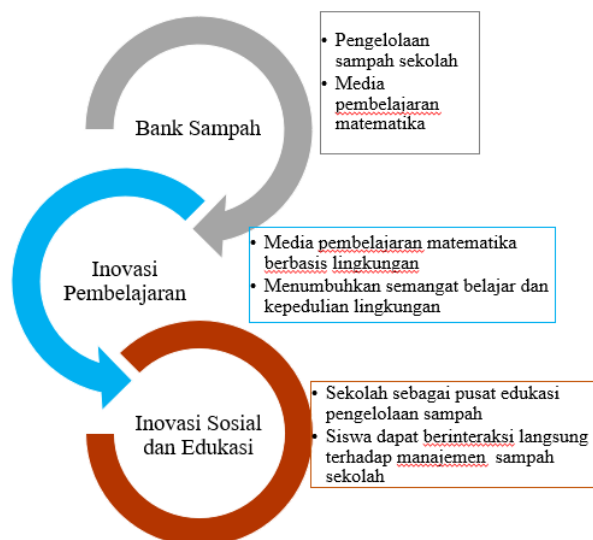 Bank Sampah
• Pengelolaan
sampah sekolah
• Media
pembelajaran
matematika
Inovasi
Pembelajaran
• Media pembelajaran matematika
berbasis lingkungan
• Menumbuhkan semangat belajar dan
kepedulian lingkungan
Inovasi Sosial
dan Edukasi
• Sekolah sebagai pusat edukasi
pengelolaan sampah
• Siswa dapat berinteraksi langsung
terhadap manajemen  sampah
sekolah